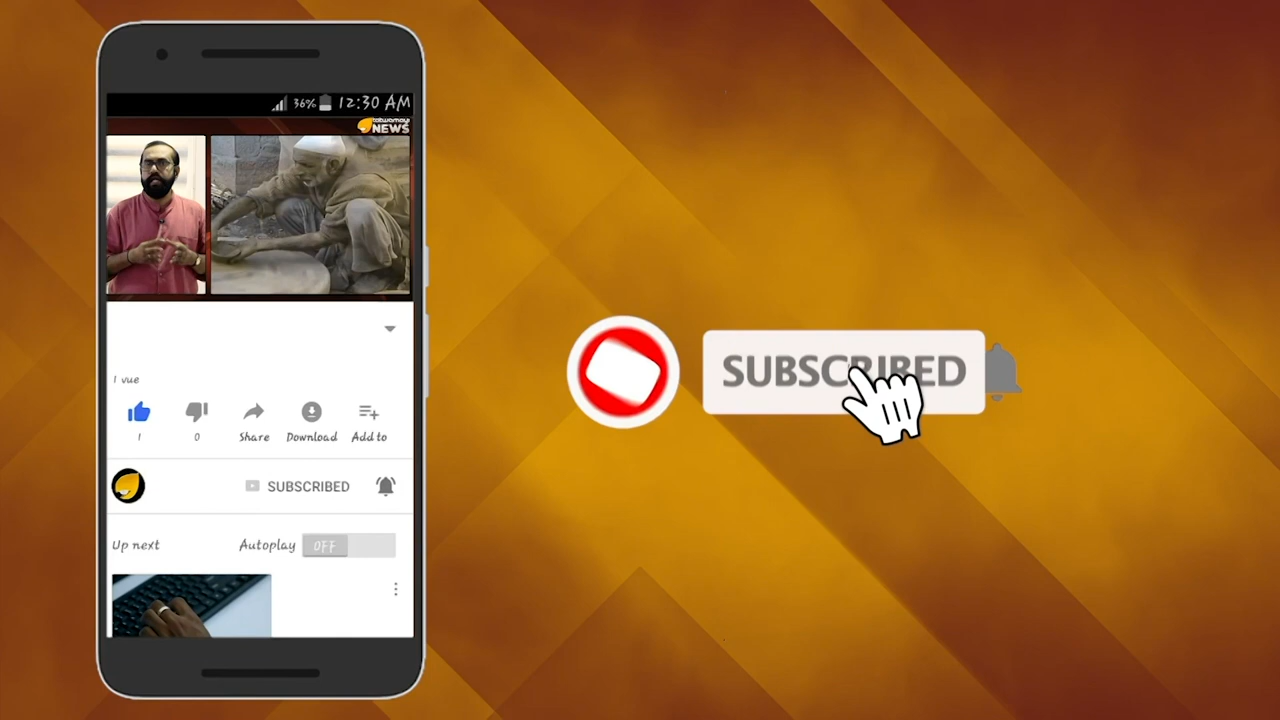 36% 12:30 AM
tatwamayi
NEWS
1 vue
1
0
Share
Download
Add to
SUBSCRIBED
Up next
Autoplay
OFF
SUBSCRIBED